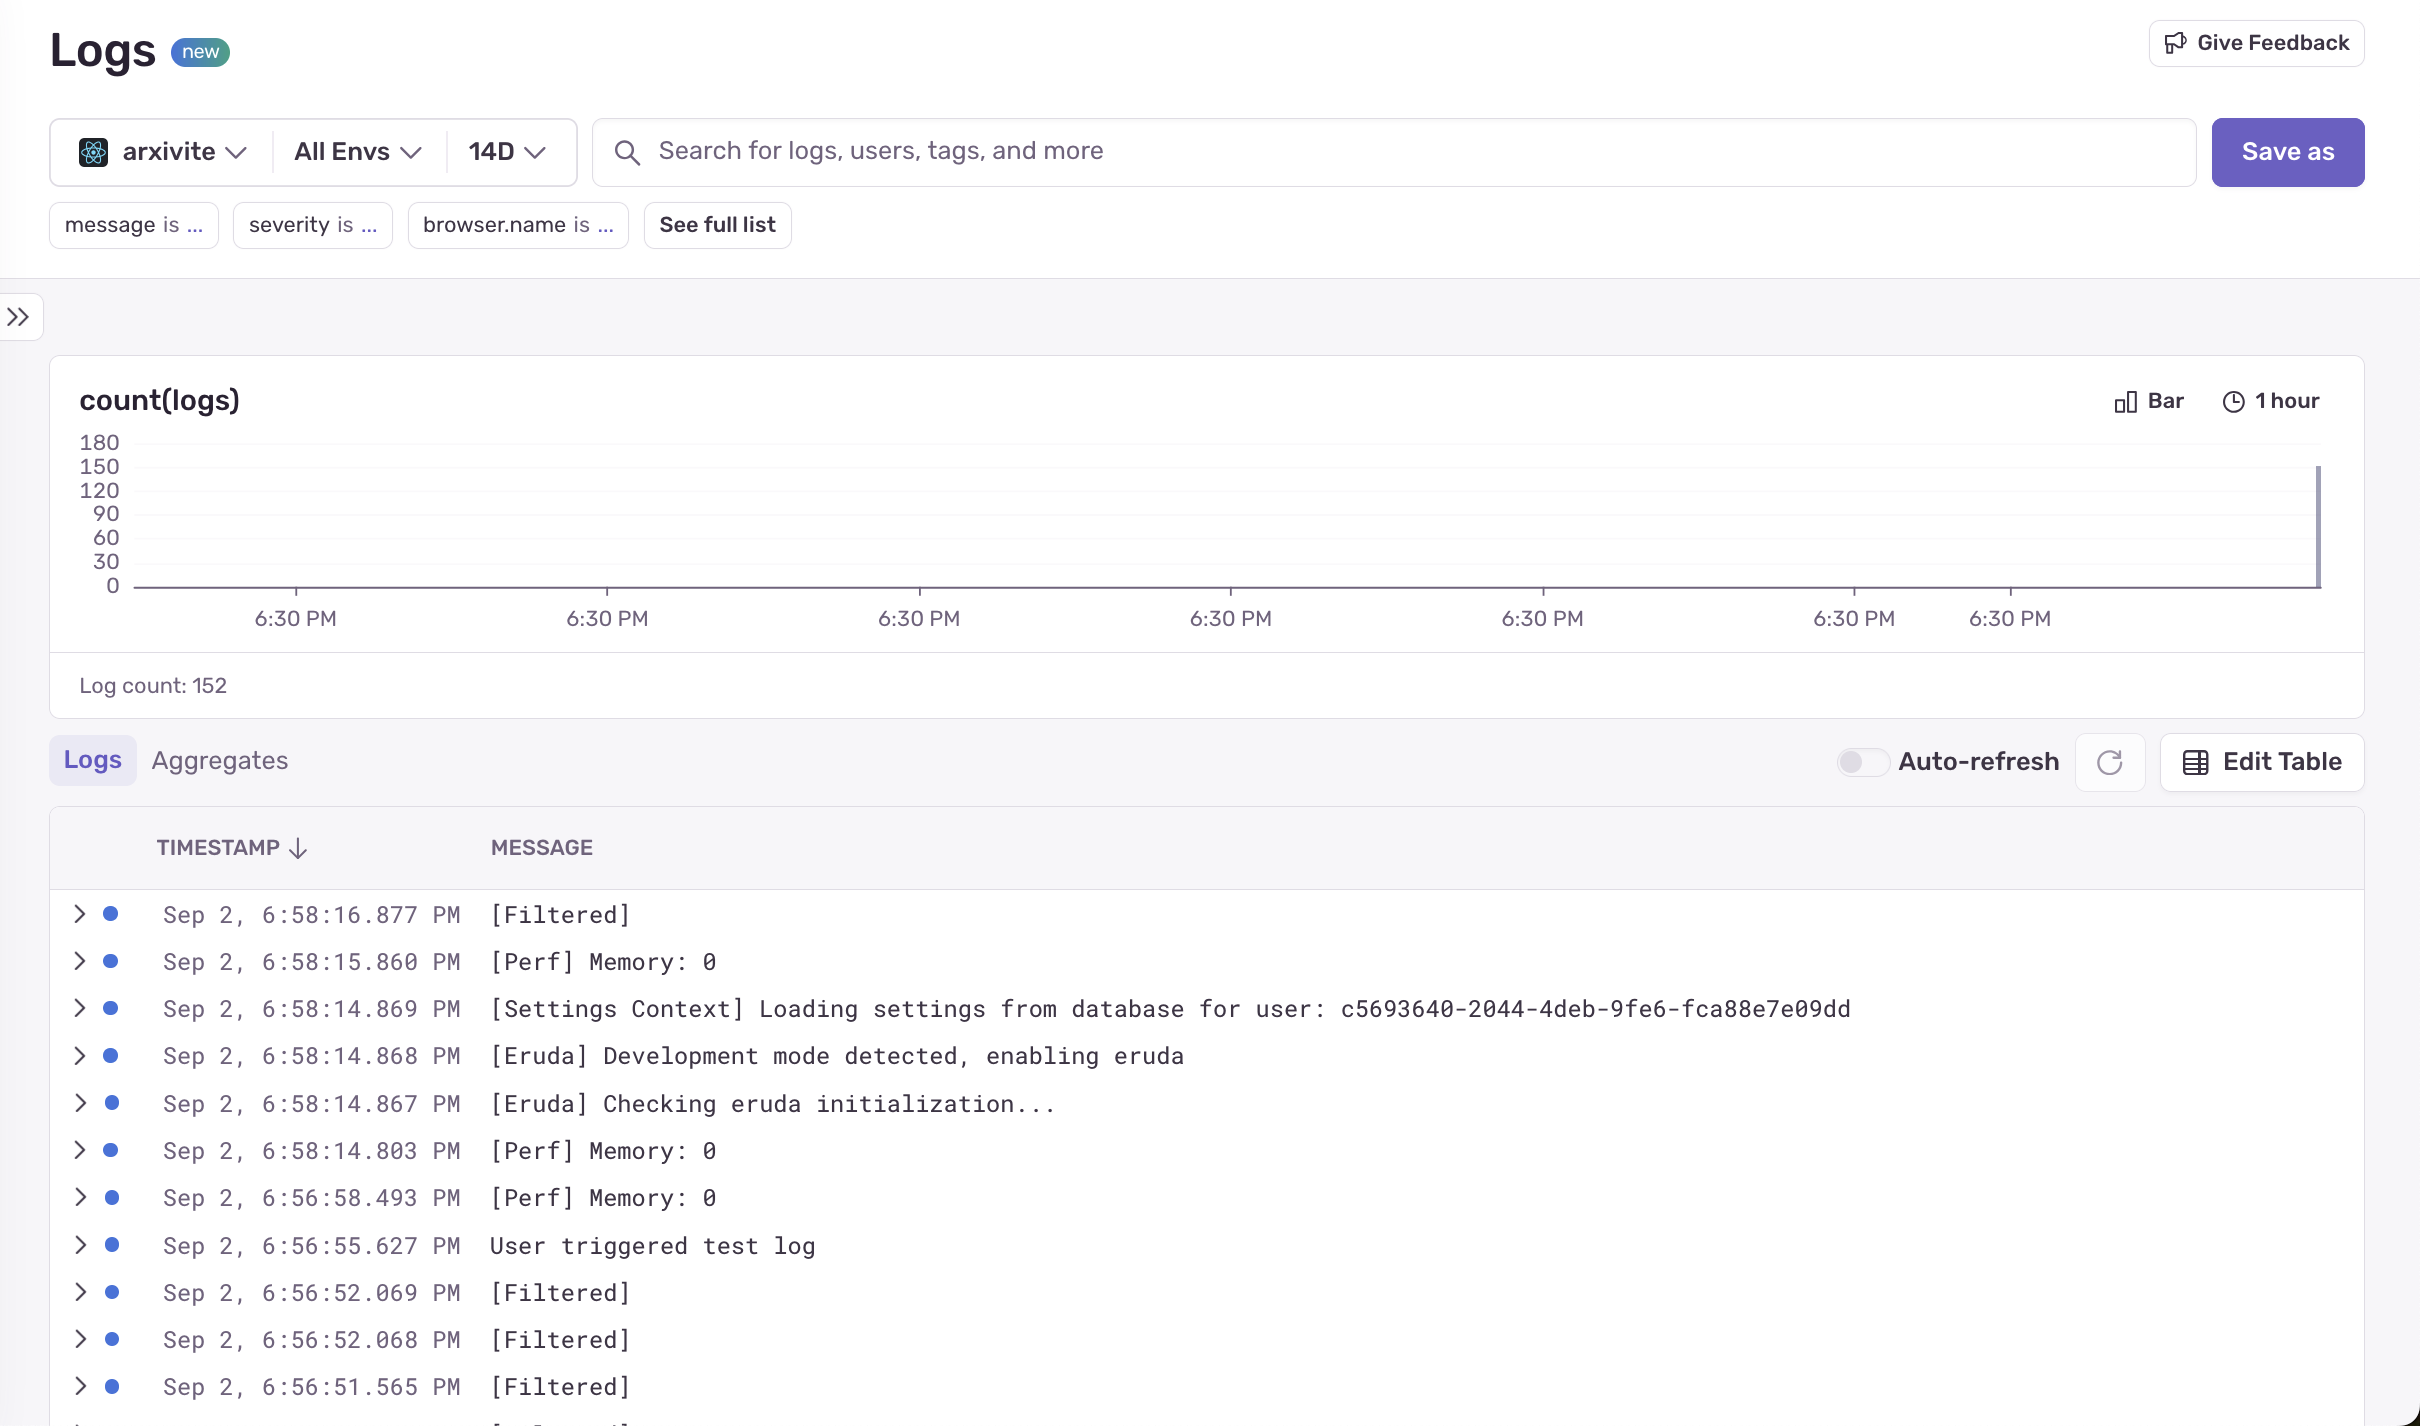 Logs new
Give Feedback
arxivite All Envs 14D Search for logs, users, tags, and more Save as
message is ... severity is ... browser.name is ... See full list
count(logs) Bar 1 hour
180
150
120
90
60
30
0
6:30 PM 6:30 PM 6:30 PM 6:30 PM 6:30 PM 6:30 PM 6:30 PM
Log count: 152
Logs Aggregates Auto-refresh Edit Table
TIMESTAMP MESSAGE
Sep 2, 6:58:16.877 PM [Filtered]
Sep 2, 6:58:15.860 PM [Perf] Memory: 0
Sep 2, 6:58:14.869 PM [Settings Context] Loading settings from database for user: c5693640-2044-4deb-9fe6-fca88e7e09dd
Sep 2, 6:58:14.868 PM [Eruda] Development mode detected, enabling eruda
Sep 2, 6:58:14.867 PM [Eruda] Checking eruda initialization...
Sep 2, 6:58:14.803 PM [Perf] Memory: 0
Sep 2, 6:56:58.493 PM [Perf] Memory: 0
Sep 2, 6:56:55.627 PM User triggered test log
Sep 2, 6:56:52.069 PM [Filtered]
Sep 2, 6:56:52.068 PM [Filtered]
Sep 2, 6:56:51.565 PM [Filtered]